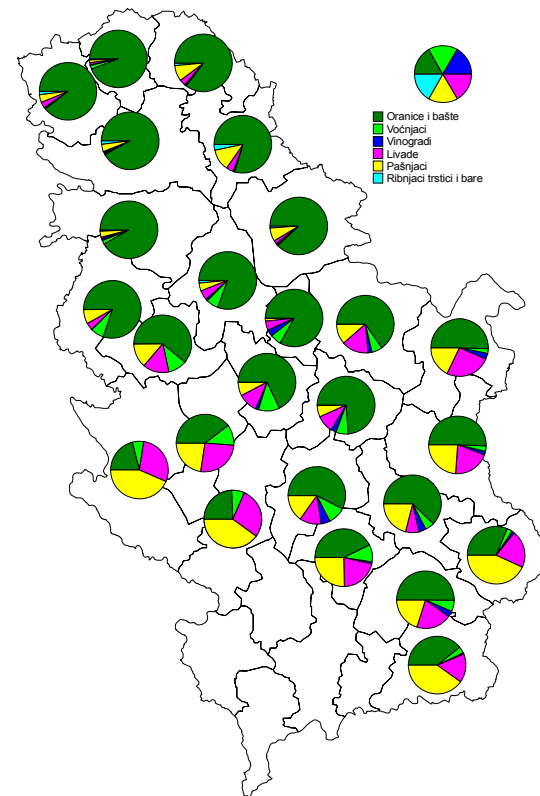 Oranice i bašte
Voćnjaci
Vinogradi
Livade
Pašnjaci
Ribnjaci trstici i bare